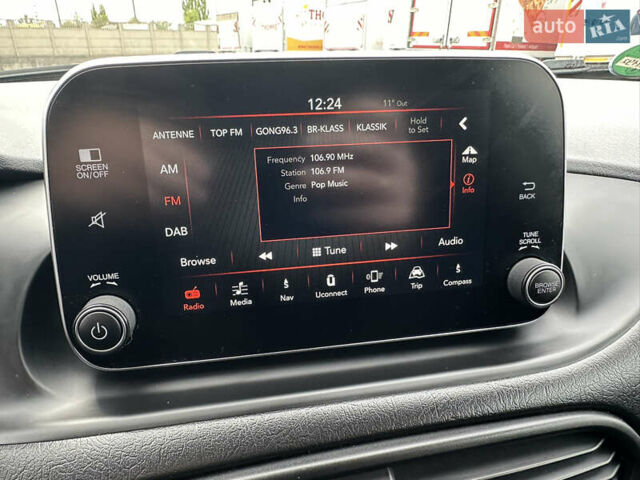 auto RIA
12:24
11° Out
ANTENNE TOP FM GONG96.3 BR-KLASS KLASSIK Hold to Set
SCREEN ON/OFF
AM
FM
DAB
Frequency 106.90 MHz
Station 106.9 FM
Genre Pop Music
Info
Map
Info
BACK
Browse
Tune
Audio
TUNE SCROLL
VOLUME
BROWSE ENTER
Radio Media Nav Uconnect Phone Trip Compass